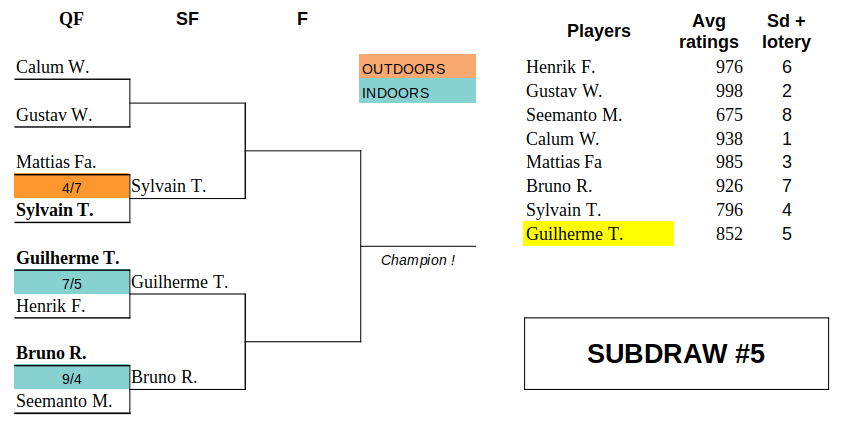 QF SF F
Calum W.
Gustav W.
Mattias Fa.
4/7 Sylvain T.
Sylvain T.
Guilherme T.
7/5 Guilherme T.
Henrik F.
Bruno R.
9/4 Bruno R.
Seemanto M.
OUTDOORS
INDOORS
Champion !
Players Avg ratings Sd + lotery
Henrik F. 976 6
Gustav W. 998 2
Seemanto M. 675 8
Calum W. 938 1
Mattias Fa 985 3
Bruno R. 926 7
Sylvain T. 796 4
Guilherme T. 852 5
SUBDRAW #5